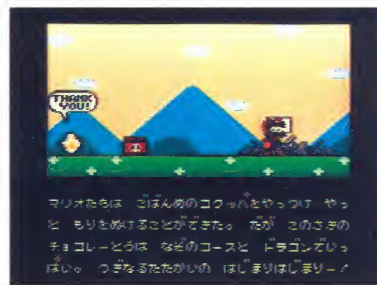 THANK
YOU!
マリオたちは ごばんめのコクッパをやっつけ やっ
と もりをぬけることができた。 だが このさきの
チョコレーとうは なぞのコースと ドラゴンでいっ
ぱい。 つぎなるたたかいの はじまりはじまりー!